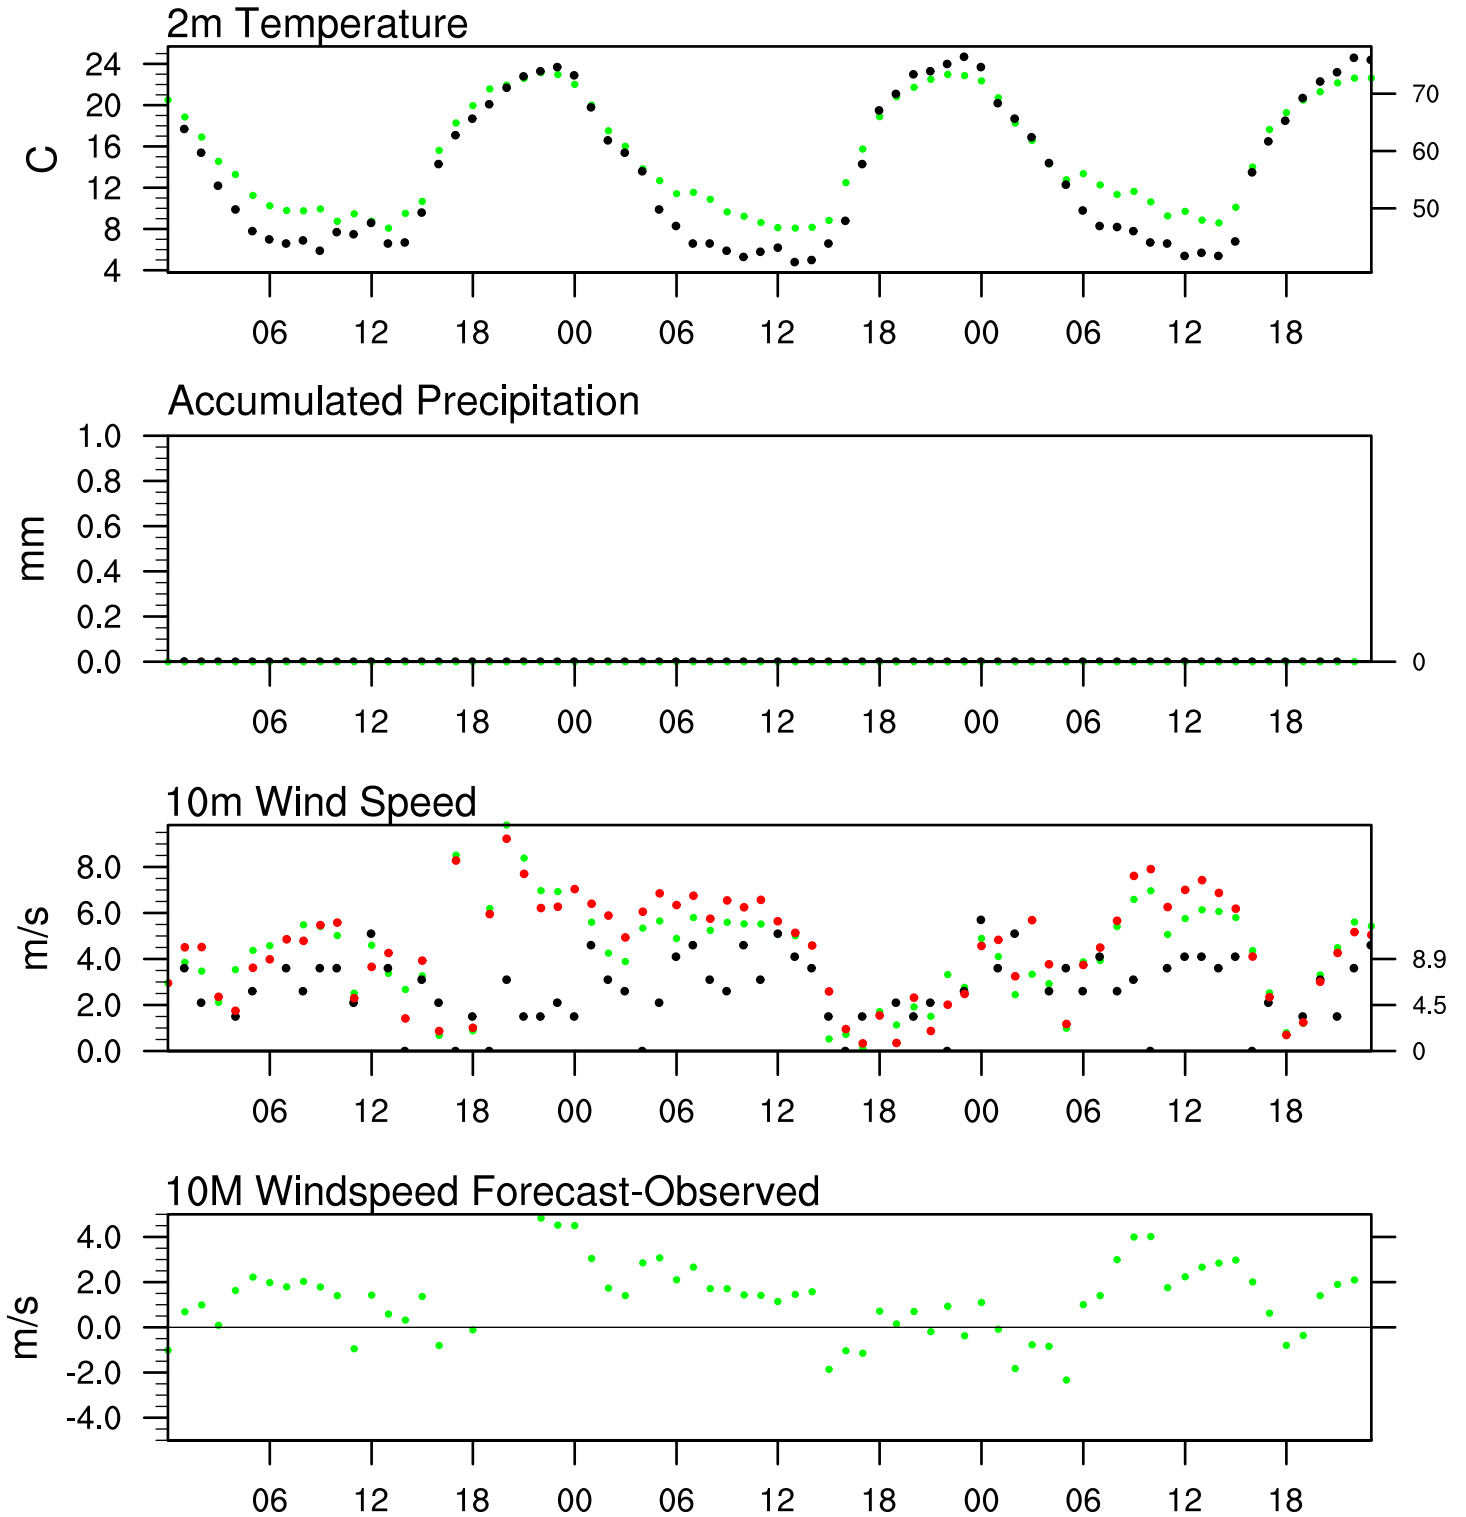 2m Temperature
24
20
16
12
8
4
C
70
60
50
06 12 18 00 06 12 18 00 06 12 18
Accumulated Precipitation
1.0
0.8
0.6
0.4
0.2
0.0
mm
0
06 12 18 00 06 12 18 00 06 12 18
10m Wind Speed
8.0
6.0
4.0
2.0
0.0
m/s
8.9
4.5
0
06 12 18 00 06 12 18 00 06 12 18
10M Windspeed Forecast-Observed
4.0
2.0
0.0
-2.0
-4.0
m/s
06 12 18 00 06 12 18 00 06 12 18